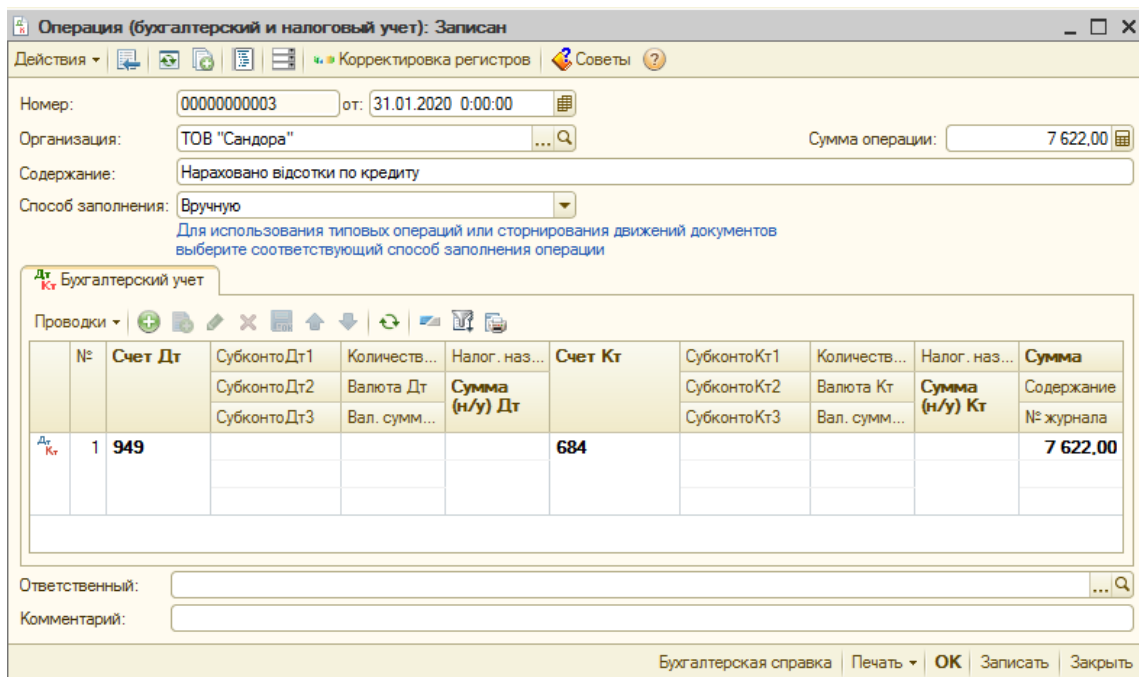 Операция (бухгалтерский и налоговый учет): Записан
Действия Корректировка регистров Советы ?
Номер: 00000000003 от: 31.01.2020 0:00:00
Организация: ТОВ "Сандора" ... Сумма операции: 7 622,00
Содержание: Нараховано відсотки по кредиту
Способ заполнения: Вручную
Для использования типовых операций или сторнирования движений документов
выберите соответствующий способ заполнения операции
Дт Кт Бухгалтерский учет
Проводки
№ Счет Дт СубконтоДт1 Количеств... Налог. наз... Счет Кт СубконтоКт1 Количеств... Налог. наз... Сумма
СубконтоДт2 Валюта Дт Сумма (н/у) Дт СубконтоКт2 Валюта Кт Сумма (н/у) Кт Содержание
СубконтоДт3 Вал. сумм... СубконтоКт3 Вал. сумм... № журнала
Дт Кт 1 949 684 7 622,00
Ответственный: ...
Комментарий:
Бухгалтерская справка Печать OK Записать Закрыть